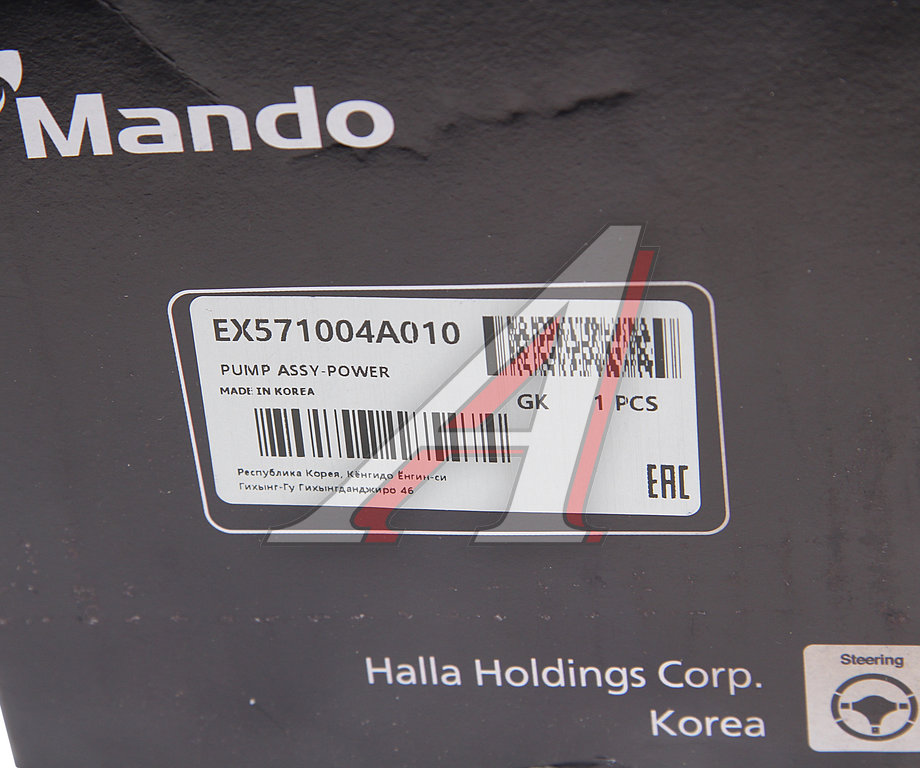 Mando
EX571004A010
PUMP ASSY-POWER
MADE IN KOREA
GK 1 PCS
Республика Корея, Кёнгидо Ёнгин-си
Гихынг-Гу Гихынгданджиро 46
EAC
Halla Holdings Corp.
Korea
Steering